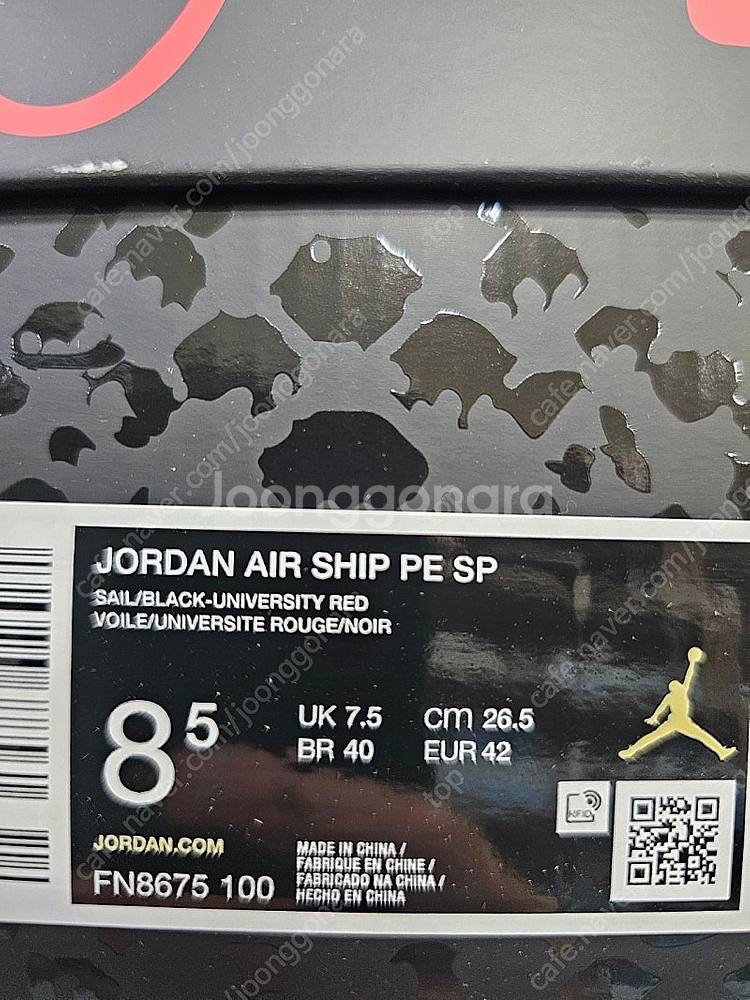 Joonggonara
JORDAN AIR SHIP PE SP
SAIL/BLACK-UNIVERSITY RED
VOILE/UNIVERSITE ROUGE/NOIR
8 5
UK 7.5 cm 26.5
BR 40 EUR 42
RFID
JORDAN.COM
FN8675 100
MADE IN CHINA /
FABRIQUE EN CHINE /
FABRICADO NA CHINA /
HECHO EN CHINA
cafe.naver.com/joonggonara
top